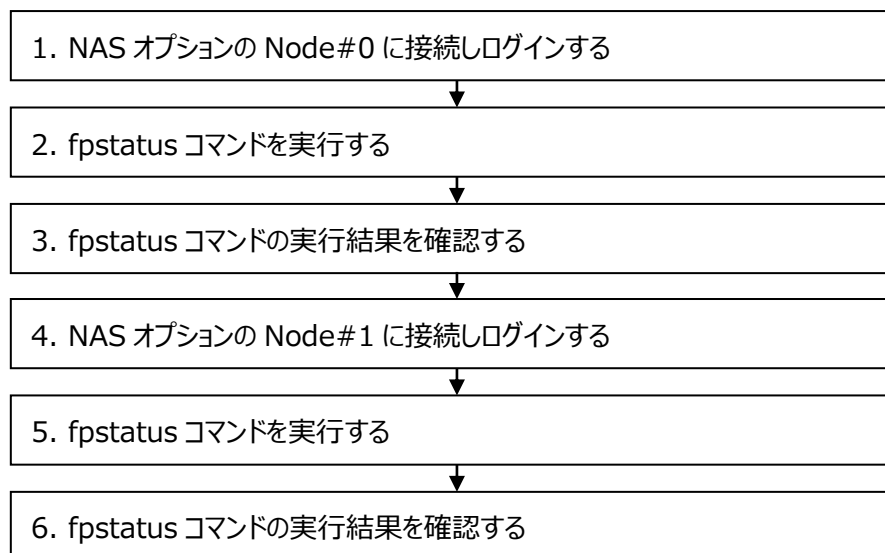 1. NAS オプションの Node#0 に接続しログインする
2. fpstatus コマンドを実行する
3. fpstatus コマンドの実行結果を確認する
4. NAS オプションの Node#1 に接続しログインする
5. fpstatus コマンドを実行する
6. fpstatus コマンドの実行結果を確認する